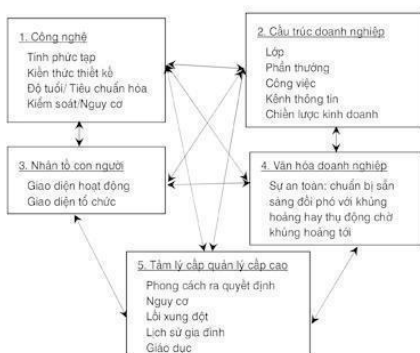 1. Công nghệ
Tính phức tạp
Kiến thức thiết kế
Độ tuổi/ Tiêu chuẩn hóa
Kiểm soát/Nguy cơ
2. Cấu trúc doanh nghiệp
Lớp
Phần thưởng
Công việc
Kênh thông tin
Chiến lược kinh doanh
3. Nhân tố con người
Giao diện hoạt động
Giao diện tổ chức
4. Văn hóa doanh nghiệp
Sự an toàn: chuẩn bị sẵn
sàng đối phó với khủng
hoảng hay thụ động chờ
khủng hoảng tới
5. Tâm lý cấp quản lý cấp cao
Phong cách ra quyết định
Nguy cơ
Lỗi xung đột
Lịch sử gia đình
Giáo dục